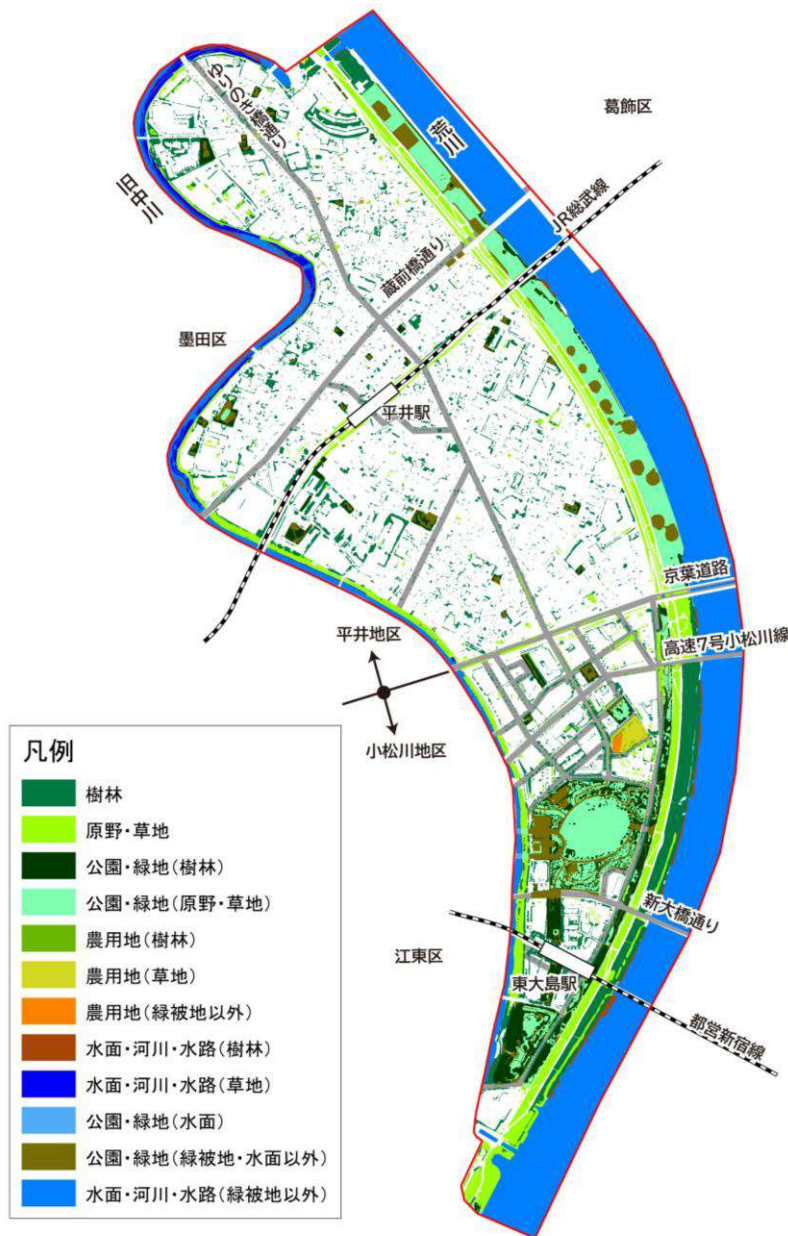 葛飾区
ゆりのき橋通り
荒川
旧中川
JR総武線
蔵前橋通り
墨田区
平井駅
京葉道路
平井地区
高速7号小松川線
小松川地区
新大橋通り
江東区
東大島駅
都営新宿線
凡例
樹林
原野・草地
公園・緑地(樹林)
公園・緑地(原野・草地)
農用地(樹林)
農用地(草地)
農用地(緑被地以外)
水面・河川・水路(樹林)
水面・河川・水路(草地)
公園・緑地(水面)
公園・緑地(緑被地・水面以外)
水面・河川・水路(緑被地以外)